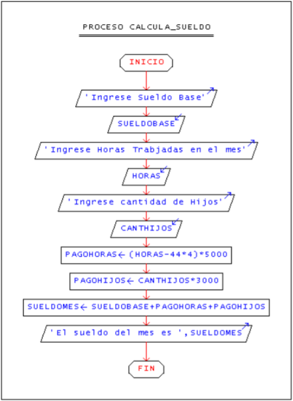 PROCESO CALCULA_SUELDO
INICIO
'Ingrese Sueldo Base'
SUELDOBASE
'Ingrese Horas Trabjadas en el mes'
HORAS
'Ingrese cantidad de Hijos'
CANTHIJOS
PAGOHORAS← (HORAS-44*4)*5000
PAGOHIJOS← CANTHIJOS*3000
SUELDOMES← SUELDOBASE+PAGOHORAS+PAGOHIJOS
'El sueldo del mes es ',SUELDOMES
FIN